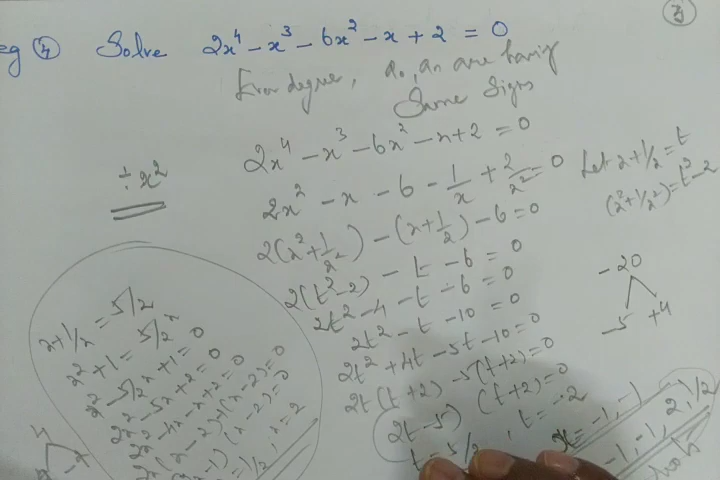 eg ④ Solve 2x⁴ - x³ - 6x² - x + 2 = 0
3
Even degree, a₀, aₙ are having
Same Signs
2x⁴ - x³ - 6x² - x + 2 = 0
÷ x²
2x² - x - 6 - 1/x + 2/x² = 0
Let x + 1/x = t
(x² + 1/x²) = t² - 2
2(x² + 1/x²) - (x + 1/x) - 6 = 0
2(t² - 2) - t - 6 = 0
2t² - 4 - t - 6 = 0
2t² - t - 10 = 0
-20
-5 +4
2t² + 4t - 5t - 10 = 0
2t(t+2) - 5(t+2) = 0
(2t-5) (t+2) = 0
t = 5/2, t = -2
x + 1/x = 5/2
x² + 1 = 5/2 x
x² - 5/2 x + 1 = 0
2x² - 5x + 2 = 0
2x² - 4x - x + 2 = 0
2x(x-2) - (x-2) = 0
(x-2) = 0
= 1/2, x = 2
x = -1, -1
-1, -1, 2, 1/2